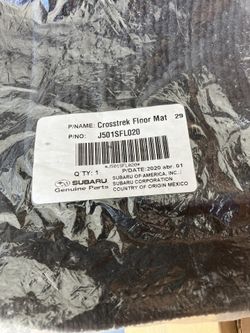 P/NAME: Crosstrek Floor Mat 29
P/NO: J501SFL020
*J501SFL020*
Q TY: 1 P/DATE: 2020 abr. 01
SUBARU SUBARU OF AMERICA, INC.
Genuine Parts SUBARU CORPORATION
COUNTRY OF ORIGIN MEXICO